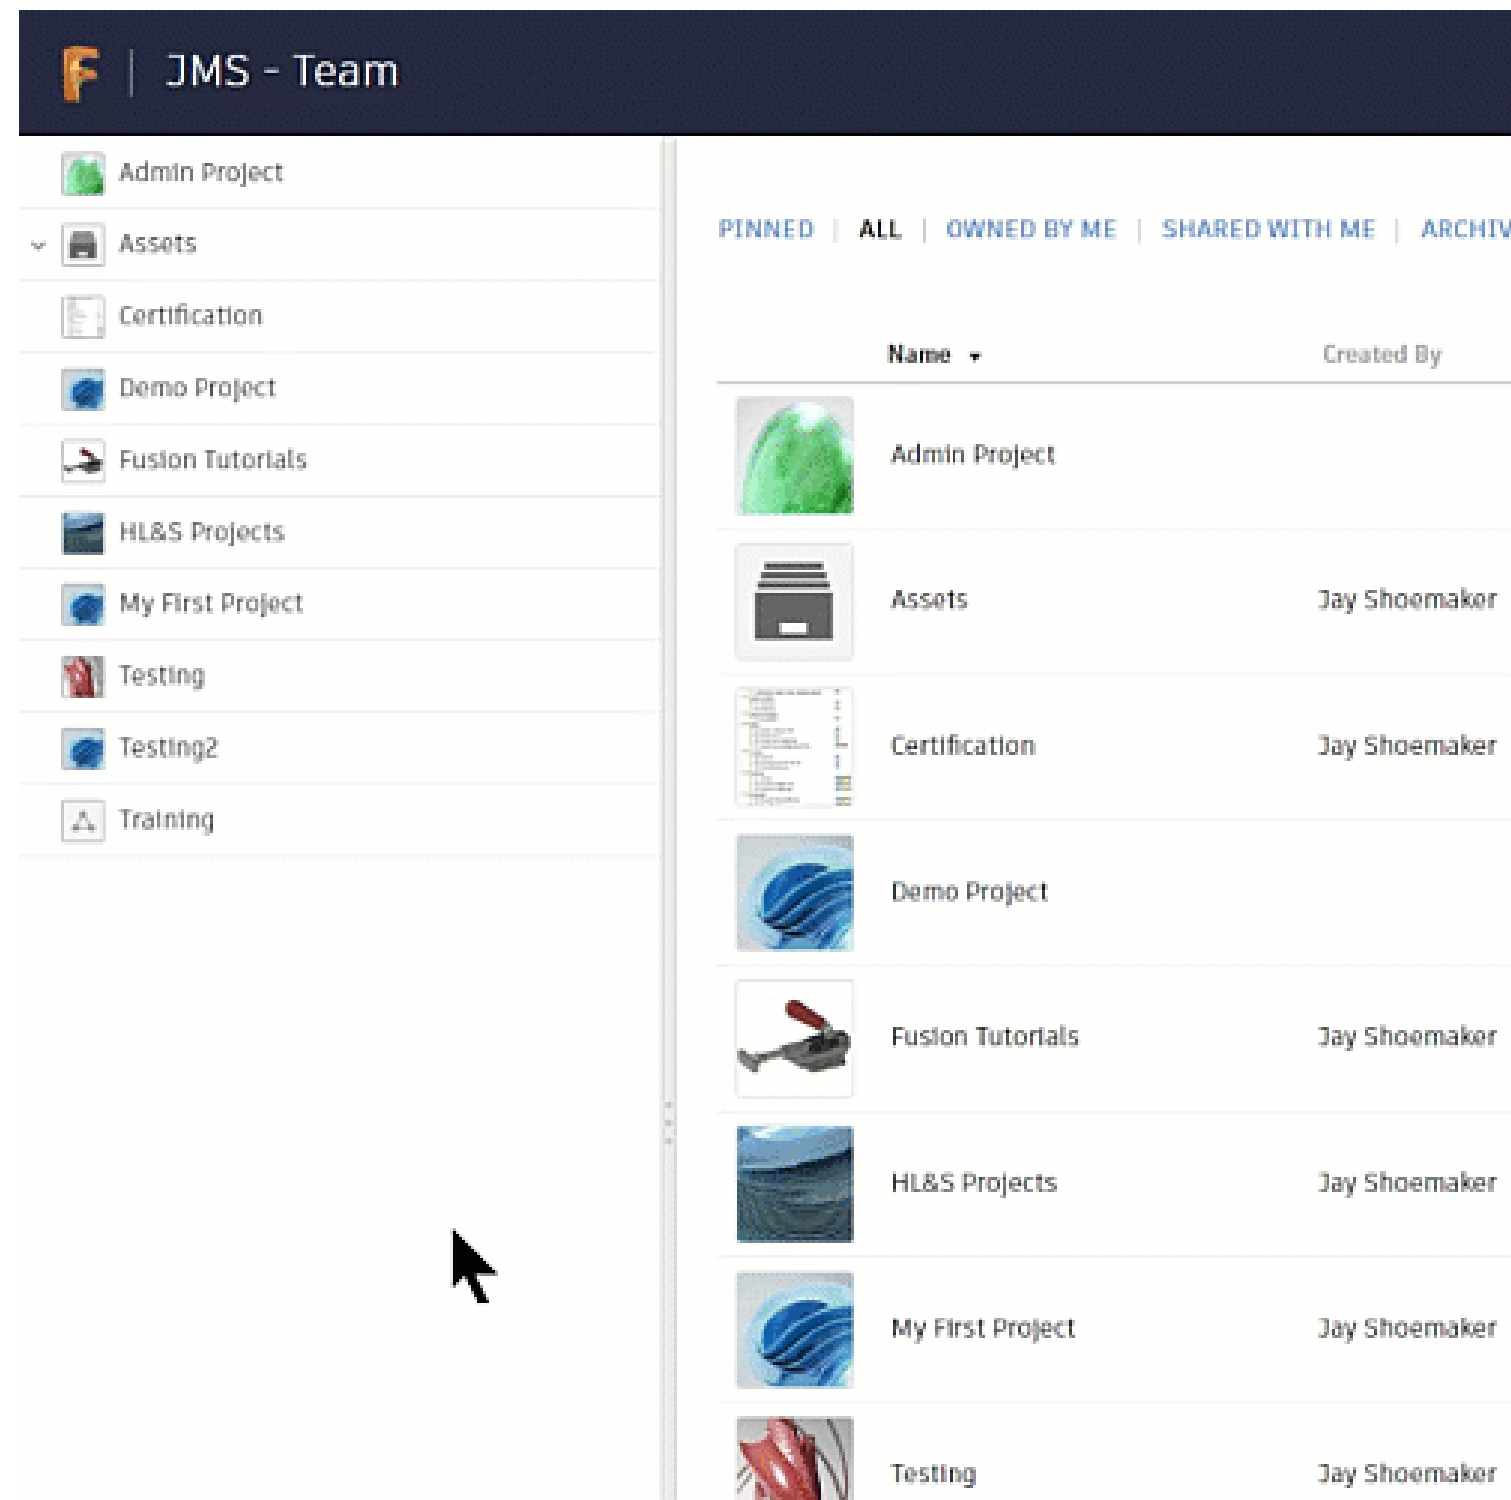 F | JMS - Team
Admin Project
Assets
Certification
Demo Project
Fusion Tutorials
HL&S Projects
My First Project
Testing
Testing2
Training
PINNED | ALL | OWNED BY ME | SHARED WITH ME | ARCHIV
Name Created By
Admin Project
Assets Jay Shoemaker
Certification Jay Shoemaker
Demo Project
Fusion Tutorials Jay Shoemaker
HL&S Projects Jay Shoemaker
My First Project Jay Shoemaker
Testing Jay Shoemaker